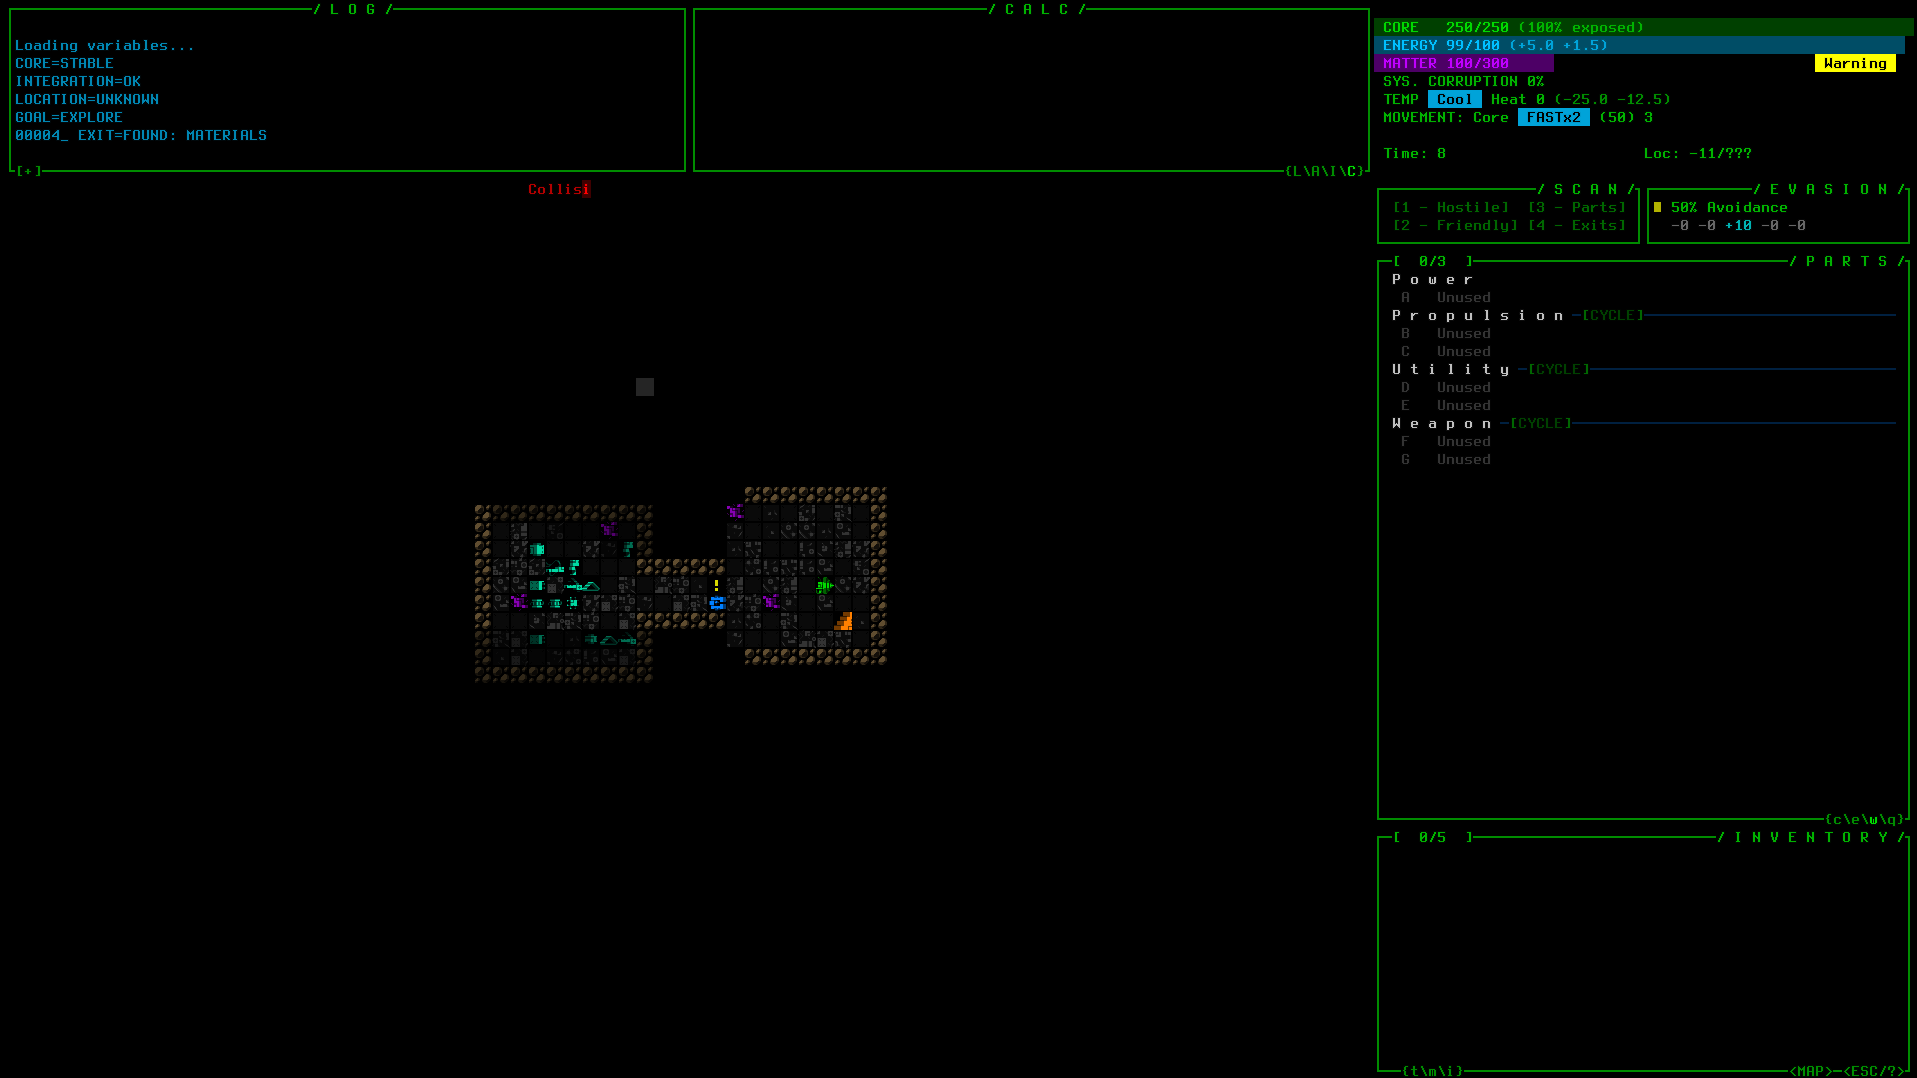 / L O G /
Loading variables...
CORE=STABLE
INTEGRATION=OK
LOCATION=UNKNOWN
GOAL=EXPLORE
00004_ EXIT=FOUND: MATERIALS
[+]
/ C A L C /
{L\A\I\C}
Collisi
!
CORE 250/250 (100% exposed)
ENERGY 99/100 (+5.0 +1.5)
MATTER 100/300
Warning
SYS. CORRUPTION 0%
TEMP Cool Heat 0 (-25.0 -12.5)
MOVEMENT: Core FASTx2 (50) 3
Time: 8 Loc: -11/???
/ S C A N /
[1 - Hostile] [3 - Parts]
[2 - Friendly] [4 - Exits]
/ E V A S I O N /
50% Avoidance
-0 -0 +10 -0 -0
[ 0/3 ] / P A R T S /
P o w e r
A Unused
P r o p u l s i o n [CYCLE]
B Unused
C Unused
U t i l i t y [CYCLE]
D Unused
E Unused
W e a p o n [CYCLE]
F Unused
G Unused
{c\e\w\q}
[ 0/5 ] / I N V E N T O R Y /
{t\m\i} <MAP> <ESC/?>